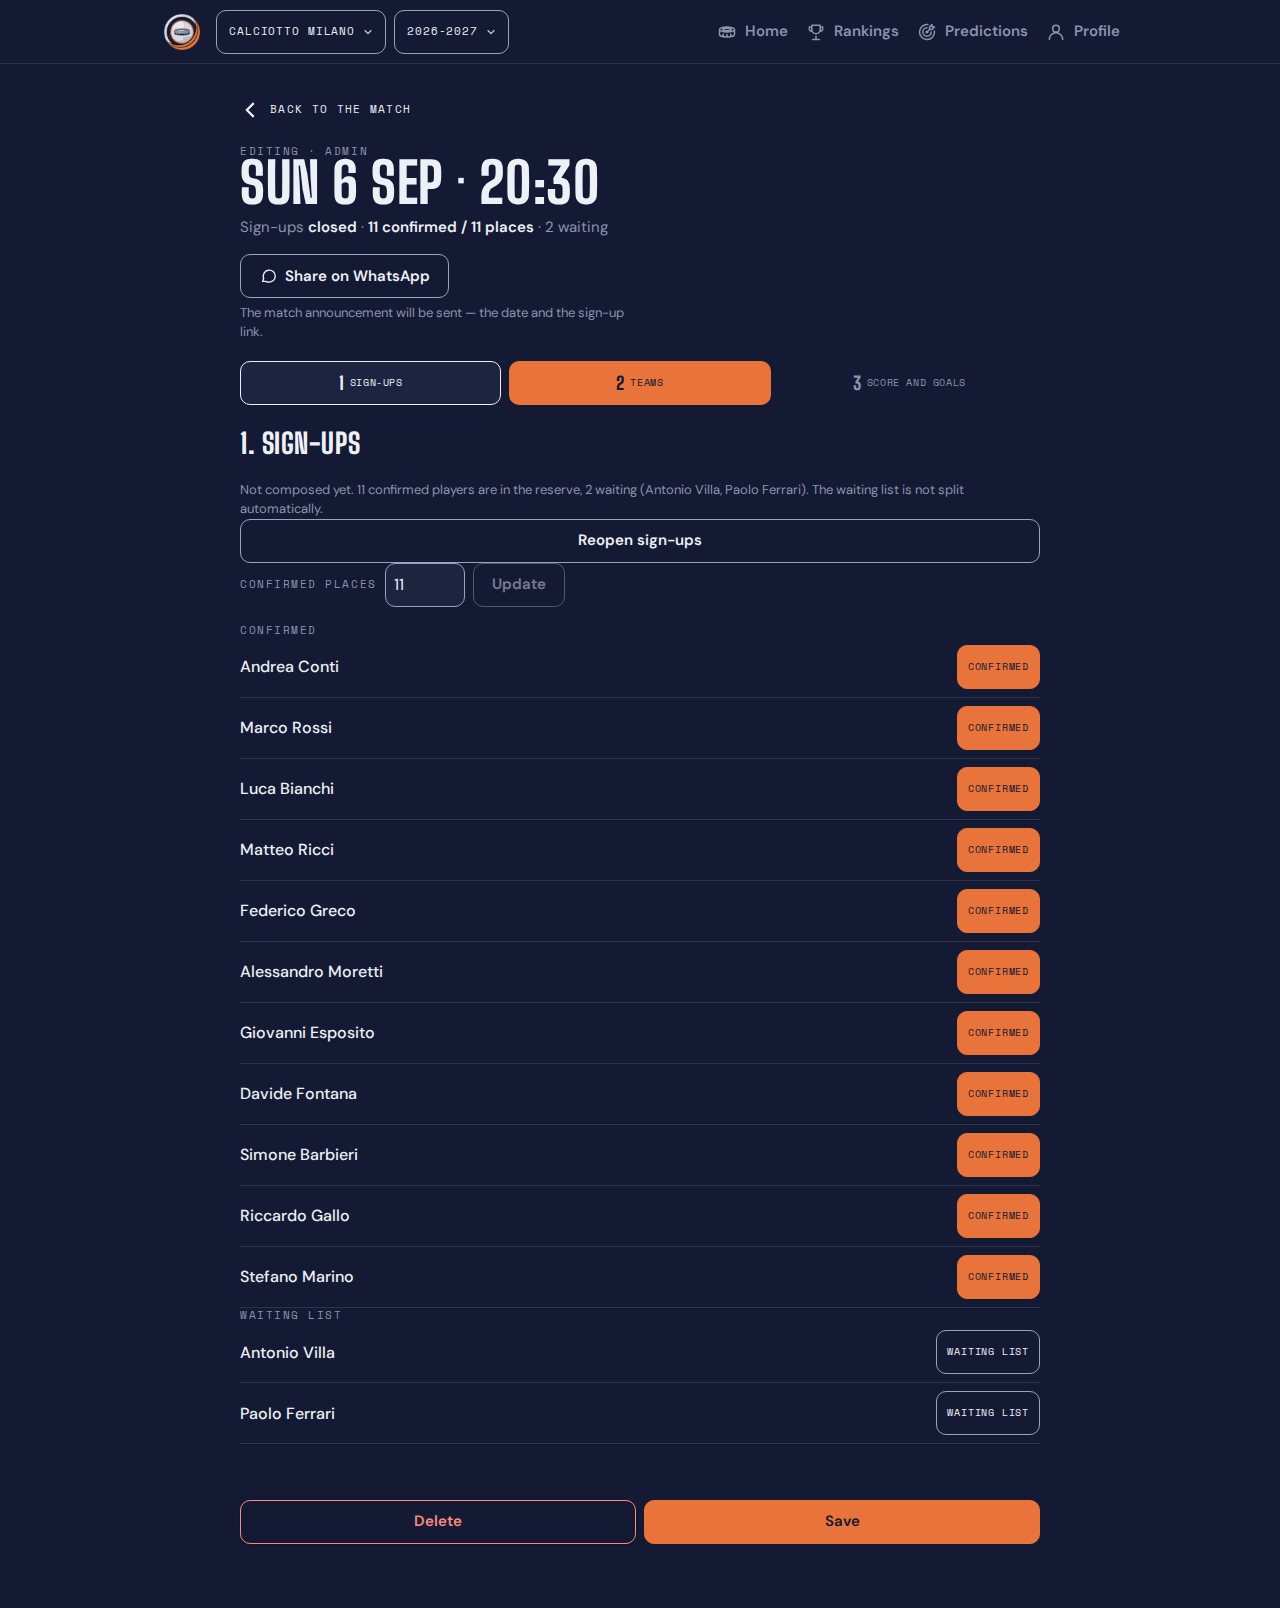 CALCIOTTO MILANO
2026-2027
Home
Rankings
Predictions
Profile
BACK TO THE MATCH
EDITING · ADMIN
SUN 6 SEP · 20:30
Sign-ups closed · 11 confirmed / 11 places · 2 waiting
Share on WhatsApp
The match announcement will be sent — the date and the sign-up
link.
1 SIGN-UPS
2 TEAMS
3 SCORE AND GOALS
1. SIGN-UPS
Not composed yet. 11 confirmed players are in the reserve, 2 waiting (Antonio Villa, Paolo Ferrari). The waiting list is not split
automatically.
Reopen sign-ups
CONFIRMED PLACES
11
Update
CONFIRMED
Andrea Conti
CONFIRMED
Marco Rossi
CONFIRMED
Luca Bianchi
CONFIRMED
Matteo Ricci
CONFIRMED
Federico Greco
CONFIRMED
Alessandro Moretti
CONFIRMED
Giovanni Esposito
CONFIRMED
Davide Fontana
CONFIRMED
Simone Barbieri
CONFIRMED
Riccardo Gallo
CONFIRMED
Stefano Marino
CONFIRMED
WAITING LIST
Antonio Villa
WAITING LIST
Paolo Ferrari
WAITING LIST
Delete
Save